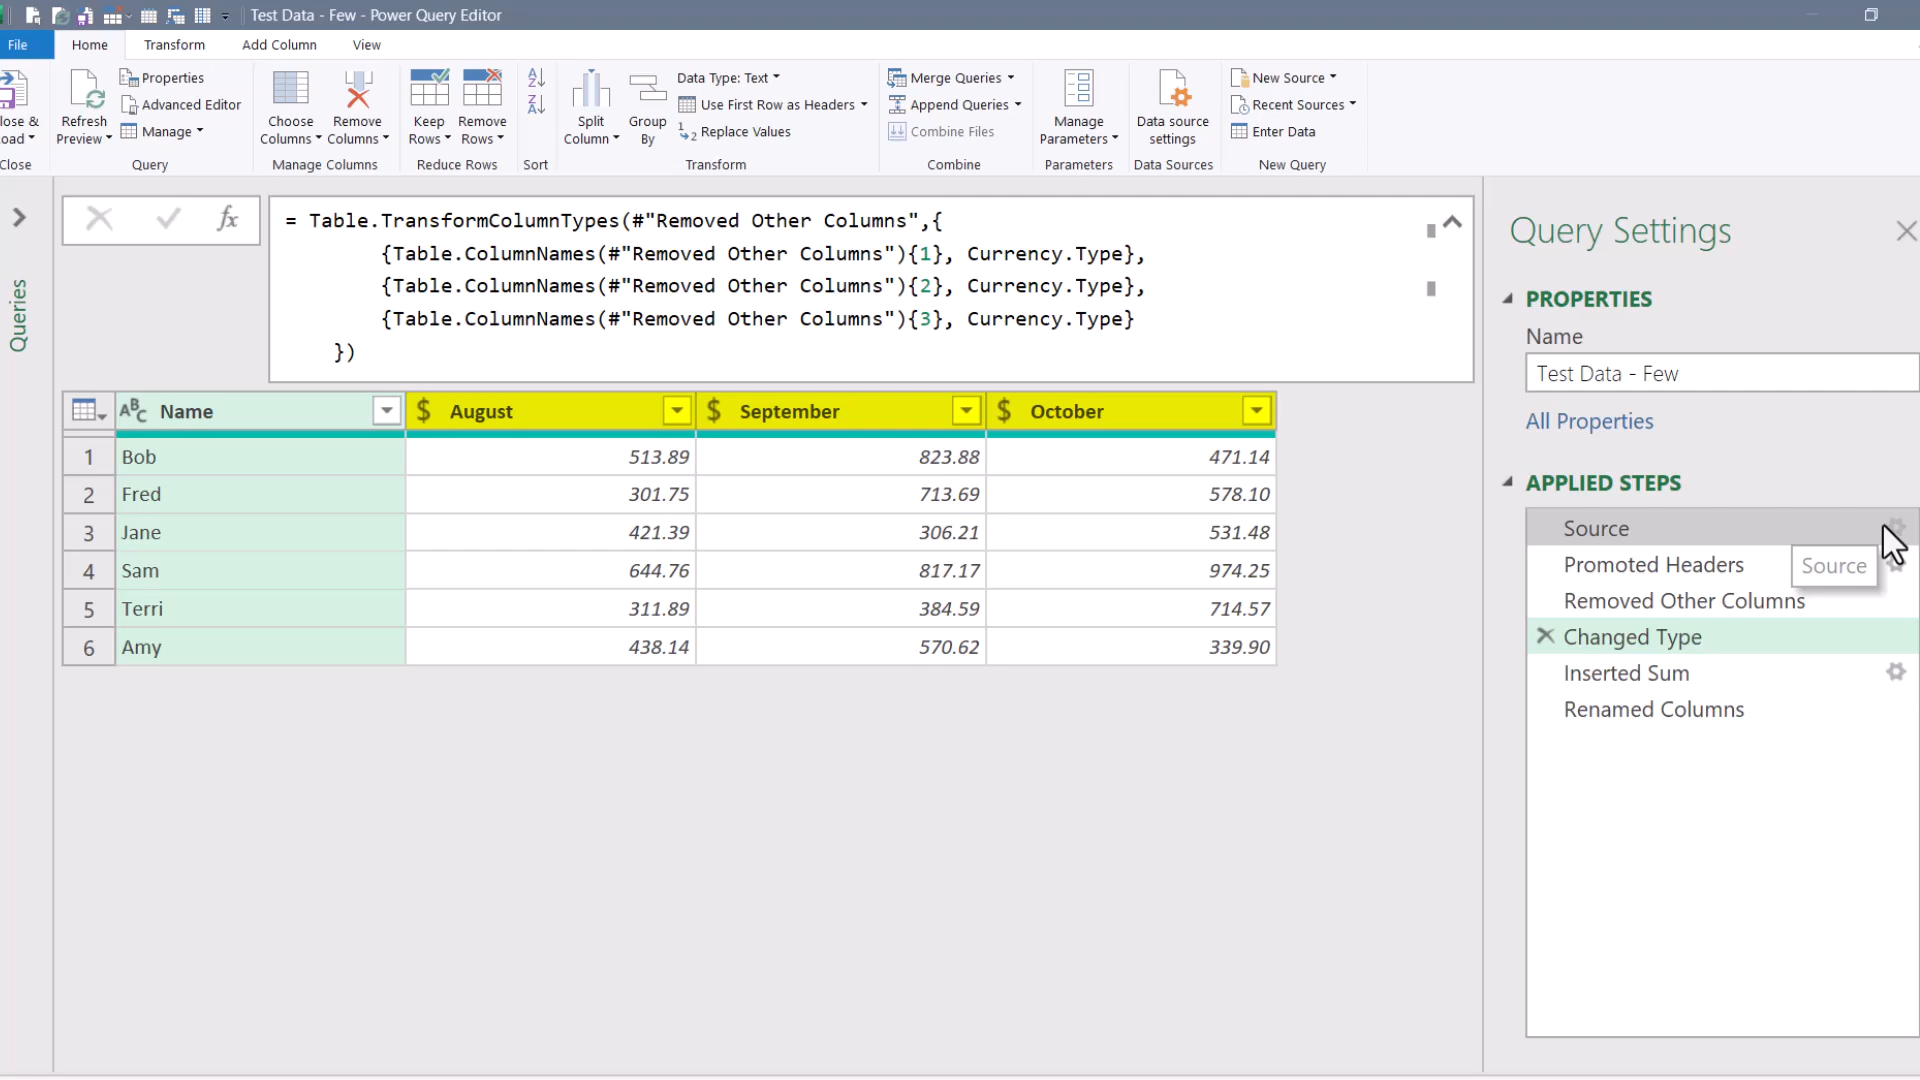 Test Data - Few - Power Query Editor
File Home Transform Add Column View
Refresh
Preview
Properties
Advanced Editor
Manage
Query
Choose
Columns
Remove
Columns
Manage Columns
Keep
Rows
Remove
Rows
Reduce Rows
A
Z
Z
A
Sort
Split
Column
Group
By
Data Type: Text
Use First Row as Headers
1
2 Replace Values
Transform
Merge Queries
Append Queries
Combine Files
Combine
Manage
Parameters
Parameters
Data source
settings
Data Sources
New Source
Recent Sources
Enter Data
New Query
lose &
oad
Close
Queries
fx
= Table.TransformColumnTypes(#"Removed Other Columns",{
{Table.ColumnNames(#"Removed Other Columns"){1}, Currency.Type},
{Table.ColumnNames(#"Removed Other Columns"){2}, Currency.Type},
{Table.ColumnNames(#"Removed Other Columns"){3}, Currency.Type}
})
ABC Name $ August $ September $ October
1 Bob 513.89 823.88 471.14
2 Fred 301.75 713.69 578.10
3 Jane 421.39 306.21 531.48
4 Sam 644.76 817.17 974.25
5 Terri 311.89 384.59 714.57
6 Amy 438.14 570.62 339.90
Query Settings
PROPERTIES
Name
Test Data - Few
All Properties
APPLIED STEPS
Source
Promoted Headers
Source
Removed Other Columns
Changed Type
Inserted Sum
Renamed Columns